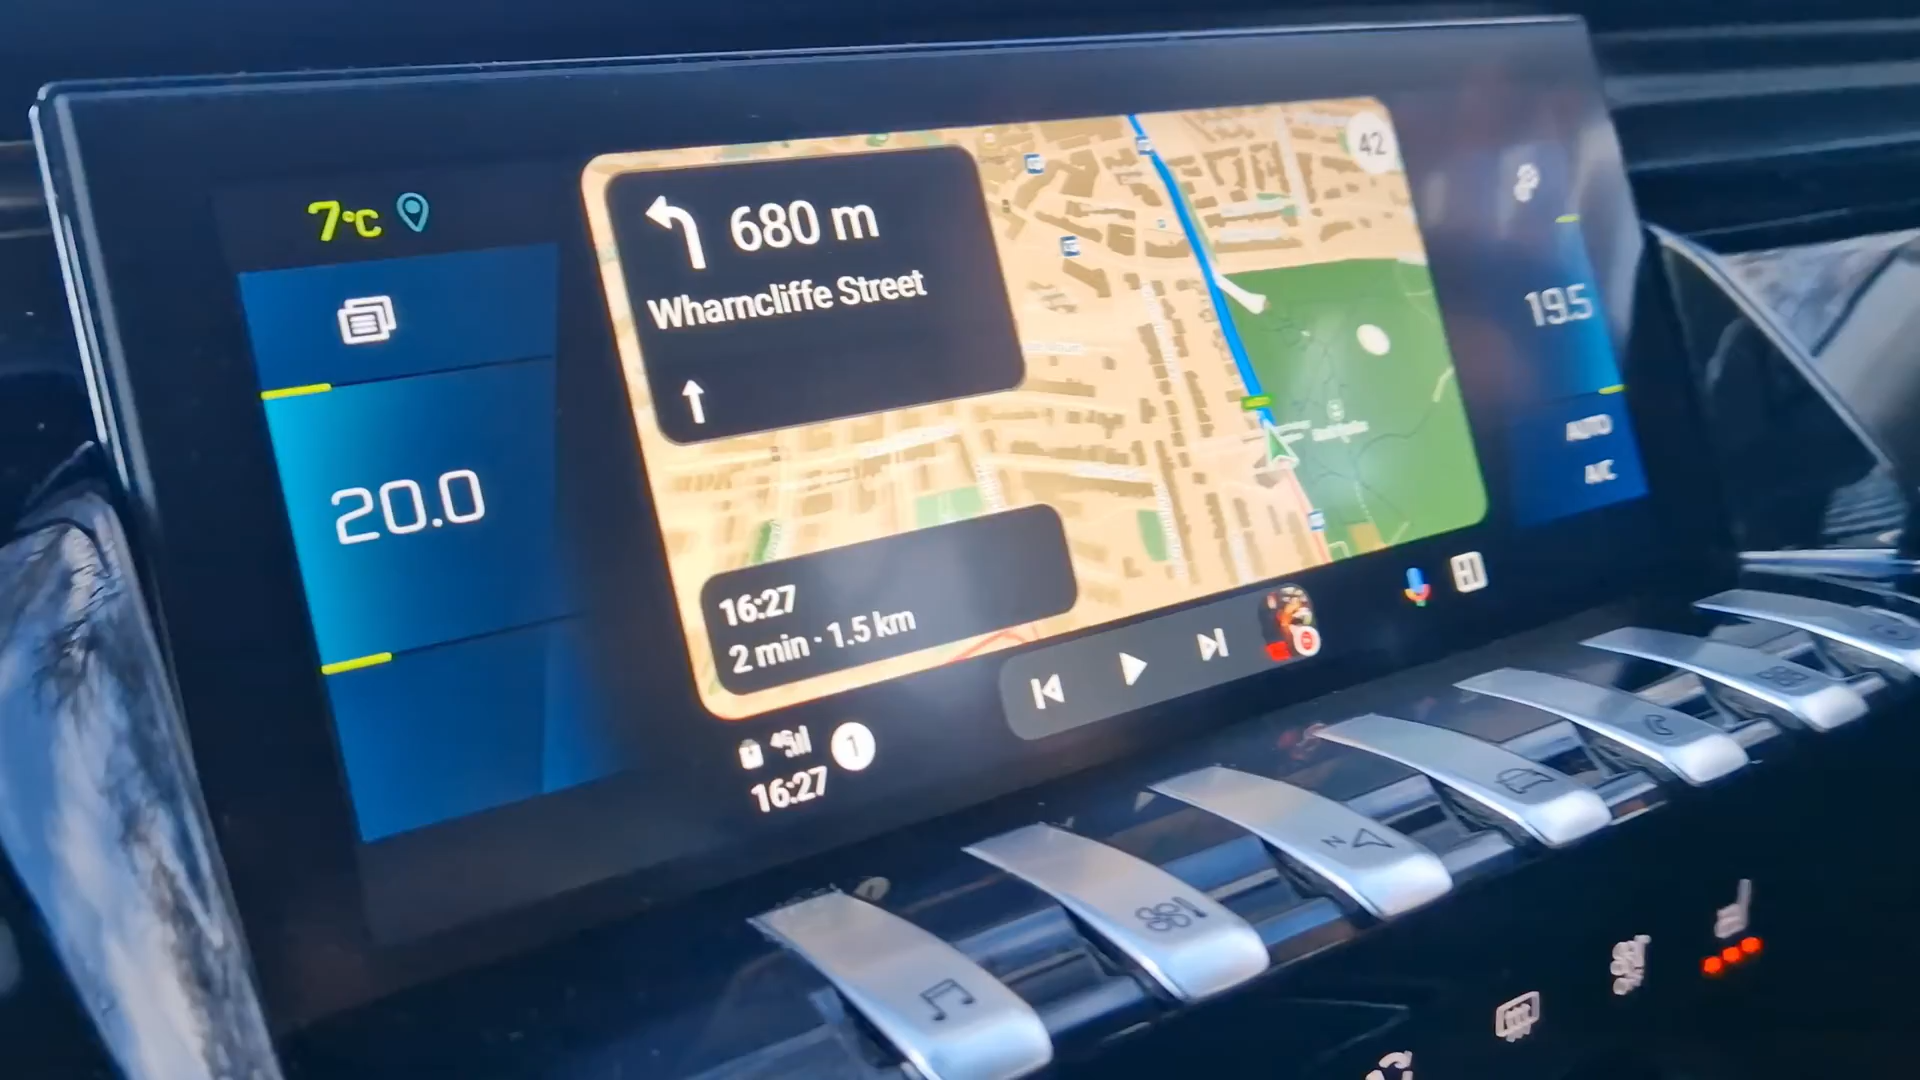 7°C
680 m
Wharncliffe Street
42
19.5
AUTO
A/C
20.0
16:27
2 min · 1.5 km
4G
1
16:27
N